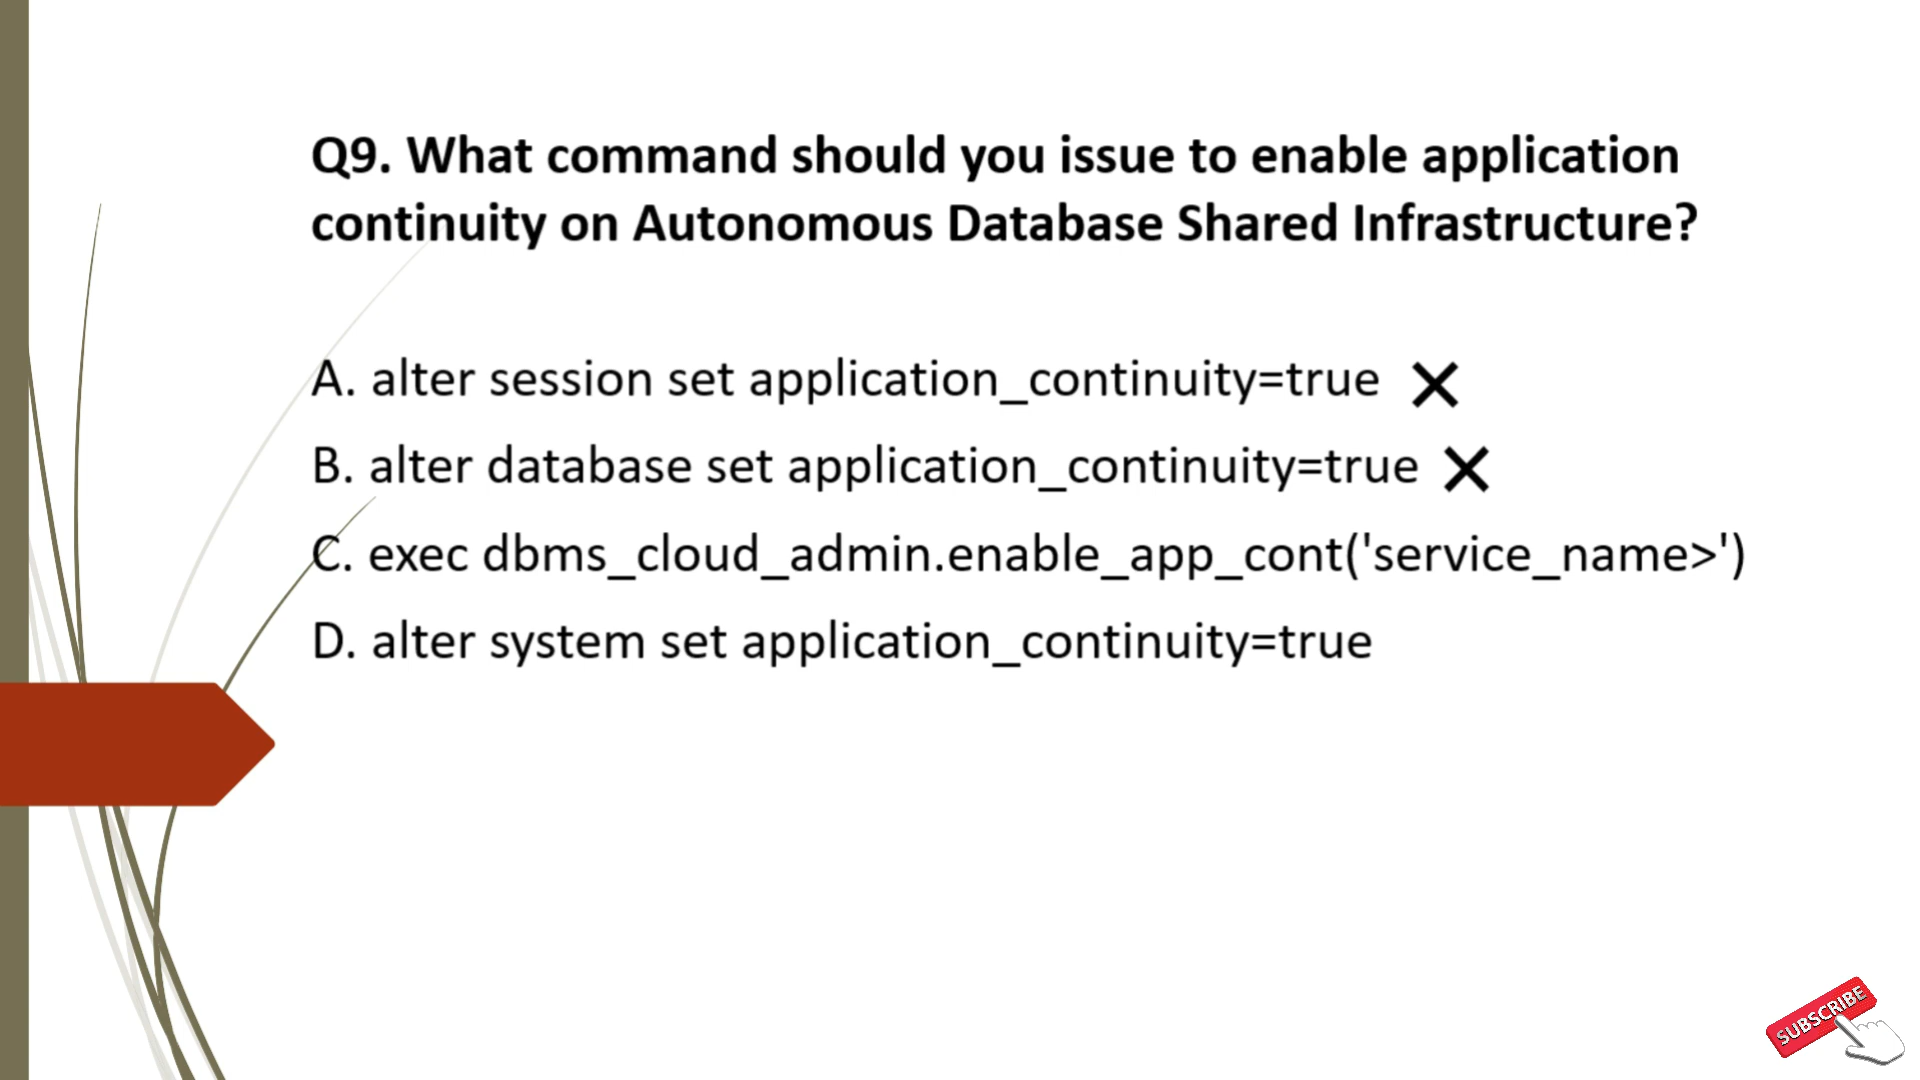 Q9. What command should you issue to enable application
continuity on Autonomous Database Shared Infrastructure?
A. alter session set application_continuity=true
B. alter database set application_continuity=true
C. exec dbms_cloud_admin.enable_app_cont('service_name>')
D. alter system set application_continuity=true
SUBSCRIBE